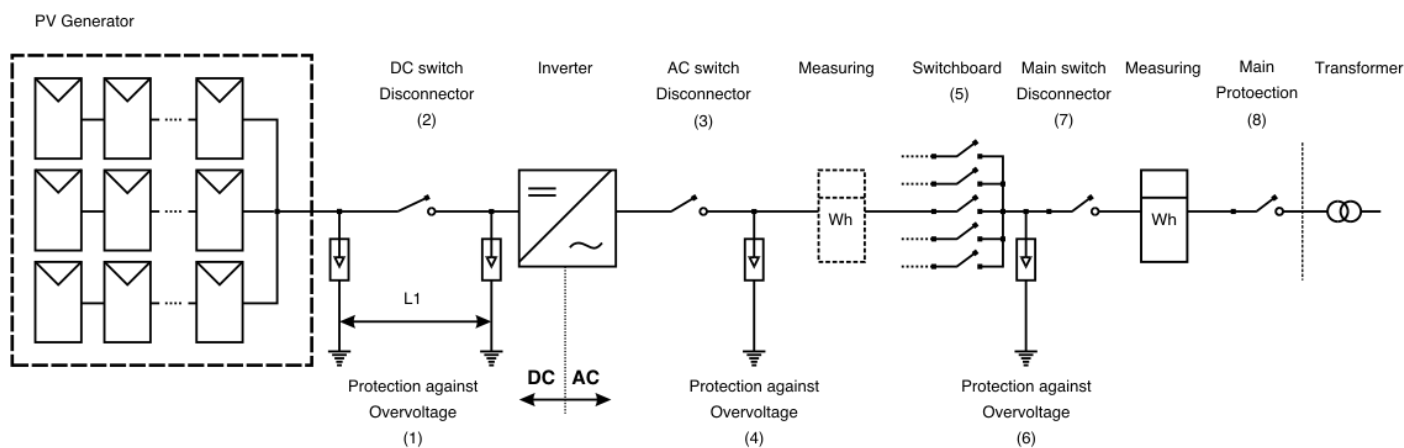 PV Generator
DC switch
Disconnector
(2)
Inverter
AC switch
Disconnector
(3)
Measuring
Switchboard
(5)
Main switch
Disconnector
(7)
Measuring
Main
Protoection
(8)
Transformer
Wh
Wh
L1
DC
AC
Protection against
Overvoltage
(1)
Protection against
Overvoltage
(4)
Protection against
Overvoltage
(6)